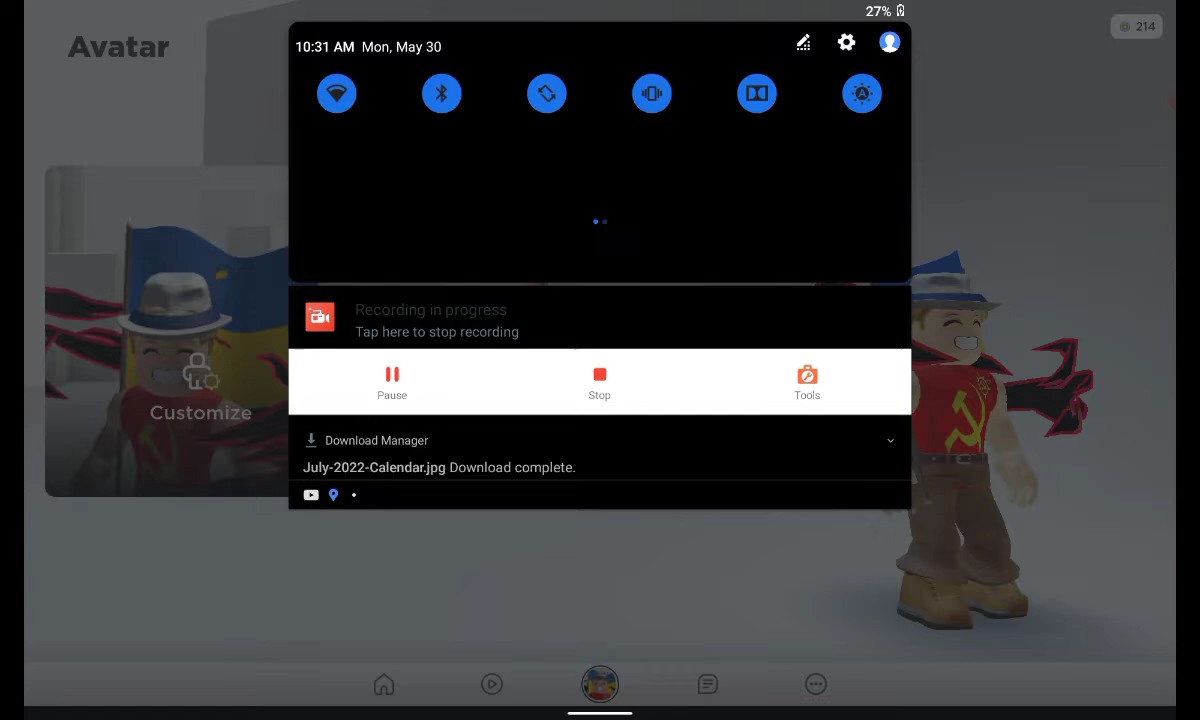 27%
Avatar
214
10:31 AM Mon, May 30
Recording in progress
Tap here to stop recording
Pause
Stop
Tools
Customize
Download Manager
July-2022-Calendar.jpg Download complete.